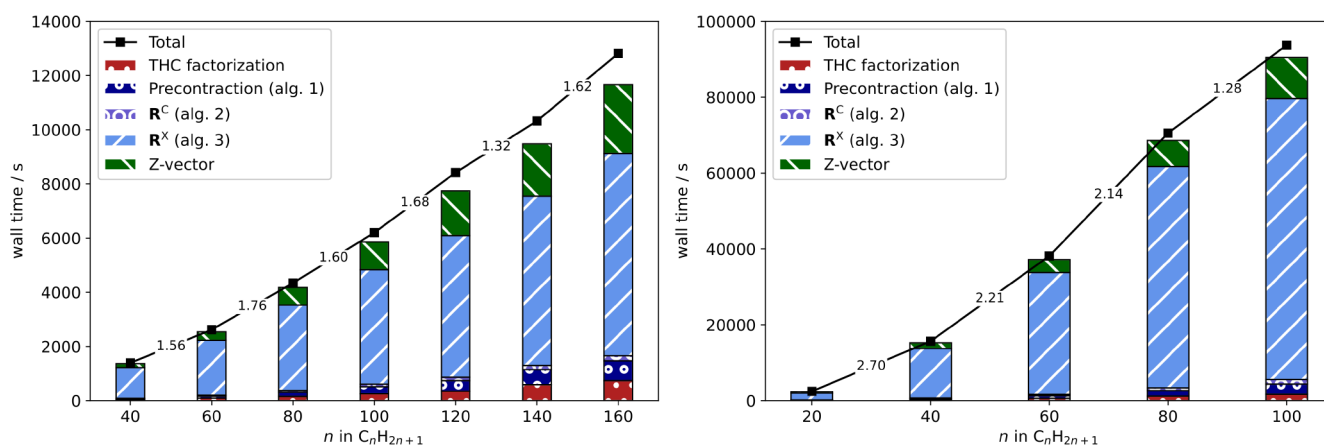 14000
12000
10000
8000
6000
4000
2000
0
wall time / s
Total
THC factorization
Precontraction (alg. 1)
R^C (alg. 2)
R^X (alg. 3)
Z-vector
1.56
1.76
1.60
1.68
1.32
1.62
40 60 80 100 120 140 160
n in C_nH_{2n+1}
100000
80000
60000
40000
20000
0
wall time / s
Total
THC factorization
Precontraction (alg. 1)
R^C (alg. 2)
R^X (alg. 3)
Z-vector
2.70
2.21
2.14
1.28
20 40 60 80 100
n in C_nH_{2n+1}